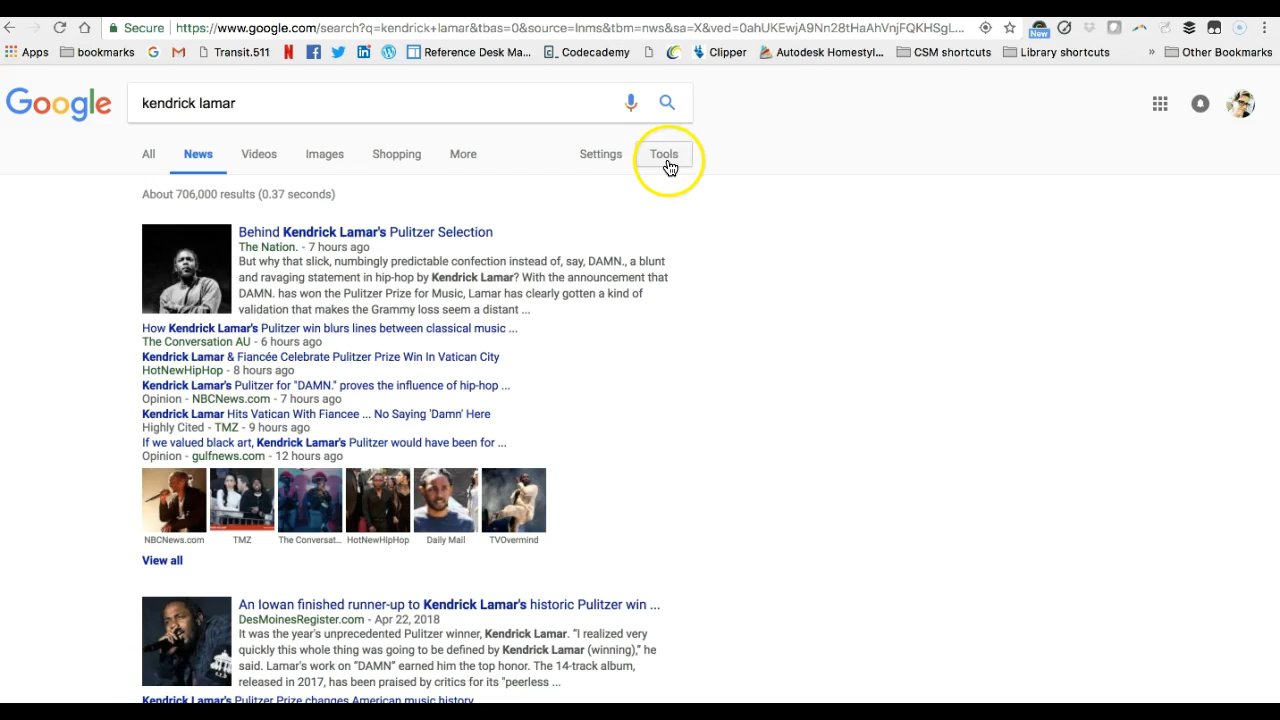 Secure https://www.google.com/search?q=kendrick+lamar&tbas=0&source=lnms&tbm=nws&sa=X&ved=0ahUKEwjA9Nn28tHaAhVnjFQKHSgL...
New
Apps bookmarks Transit.511 Reference Desk Ma... Codecademy Clipper Autodesk Homestyl... CSM shortcuts Library shortcuts » Other Bookmarks
Google kendrick lamar
All News Videos Images Shopping More Settings Tools
About 706,000 results (0.37 seconds)
Behind Kendrick Lamar's Pulitzer Selection
The Nation. - 7 hours ago
But why that slick, numbingly predictable confection instead of, say, DAMN., a blunt
and ravaging statement in hip-hop by Kendrick Lamar? With the announcement that
DAMN. has won the Pulitzer Prize for Music, Lamar has clearly gotten a kind of
validation that makes the Grammy loss seem a distant ...
How Kendrick Lamar's Pulitzer win blurs lines between classical music ...
The Conversation AU - 6 hours ago
Kendrick Lamar & Fiancée Celebrate Pulitzer Prize Win In Vatican City
HotNewHipHop - 8 hours ago
Kendrick Lamar's Pulitzer for "DAMN." proves the influence of hip-hop ...
Opinion - NBCNews.com - 7 hours ago
Kendrick Lamar Hits Vatican With Fiancee ... No Saying 'Damn' Here
Highly Cited - TMZ - 9 hours ago
If we valued black art, Kendrick Lamar's Pulitzer would have been for ...
Opinion - gulfnews.com - 12 hours ago
NBCNews.com TMZ The Conversat... HotNewHipHop Daily Mail TVOvermind
View all
An Iowan finished runner-up to Kendrick Lamar's historic Pulitzer win ...
DesMoinesRegister.com - Apr 22, 2018
It was the year's unprecedented Pulitzer winner, Kendrick Lamar. "I realized very
quickly this whole thing was going to be defined by Kendrick Lamar (winning)," he
said. Lamar's work on "DAMN" earned him the top honor. The 14-track album,
released in 2017, has been praised by critics for its "peerless ...
Kendrick Lamar's Pulitzer Prize changes American music history